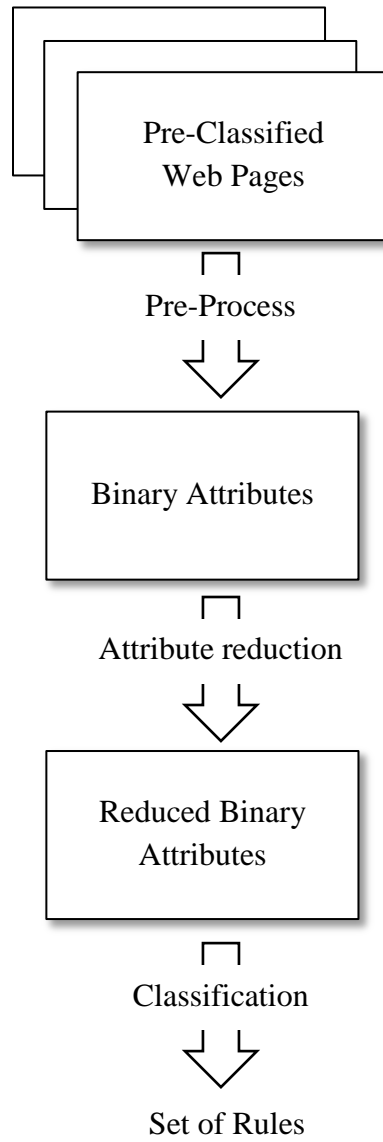 Pre-Classified
Web Pages
Pre-Process
Binary Attributes
Attribute reduction
Reduced Binary
Attributes
Classification
Set of Rules